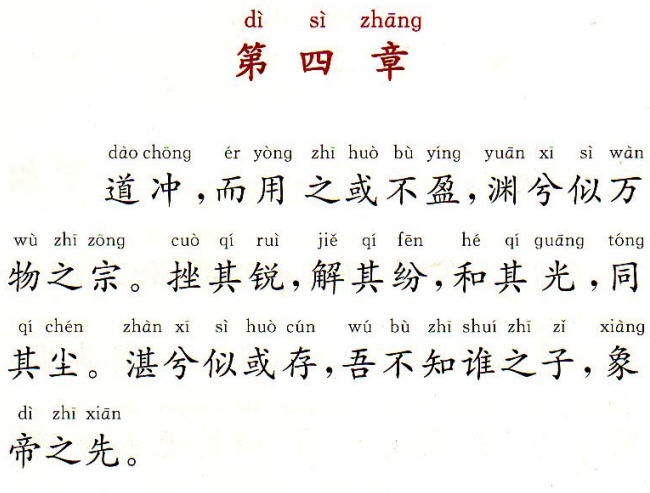 dì sì zhāng
第四章
dào chōng ér yòng zhī huò bù yíng yuān xī sì wàn
道冲，而用之或不盈，渊兮似万
wù zhī zōng cuò qí ruì jiě qí fēn hé qí guāng tóng
物之宗。挫其锐，解其纷，和其光，同
qí chén zhàn xī sì huò cún wú bù zhī shuí zhī zǐ xiàng
其尘。湛兮似或存，吾不知谁之子，象
dì zhī xiān
帝之先。